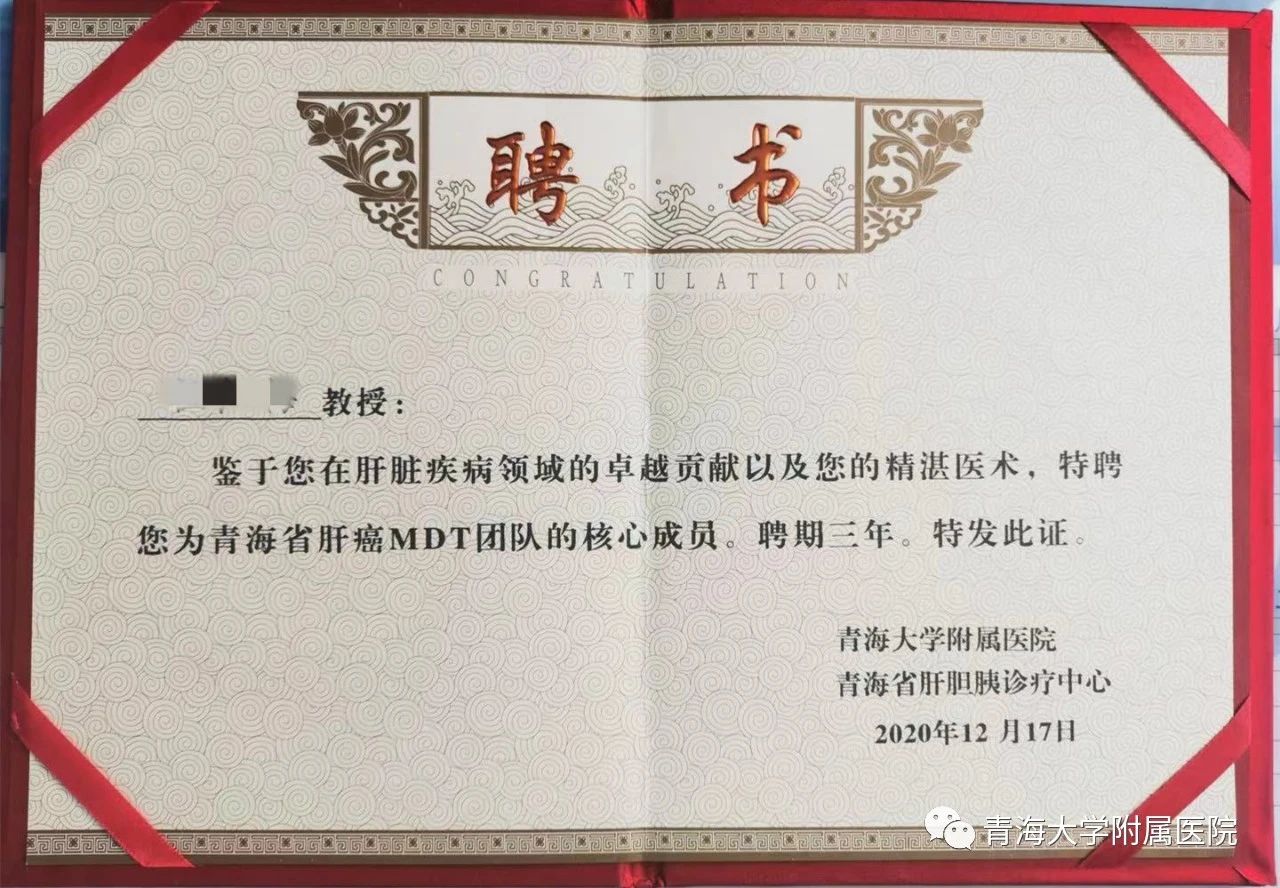 聘书
CONGRATULATION
教授：
鉴于您在肝脏疾病领域的卓越贡献以及您的精湛医术，特聘
您为青海省肝癌MDT团队的核心成员。聘期三年。特发此证。
青海大学附属医院
青海省肝胆胰诊疗中心
2020年12 月17日
青海大学附属医院